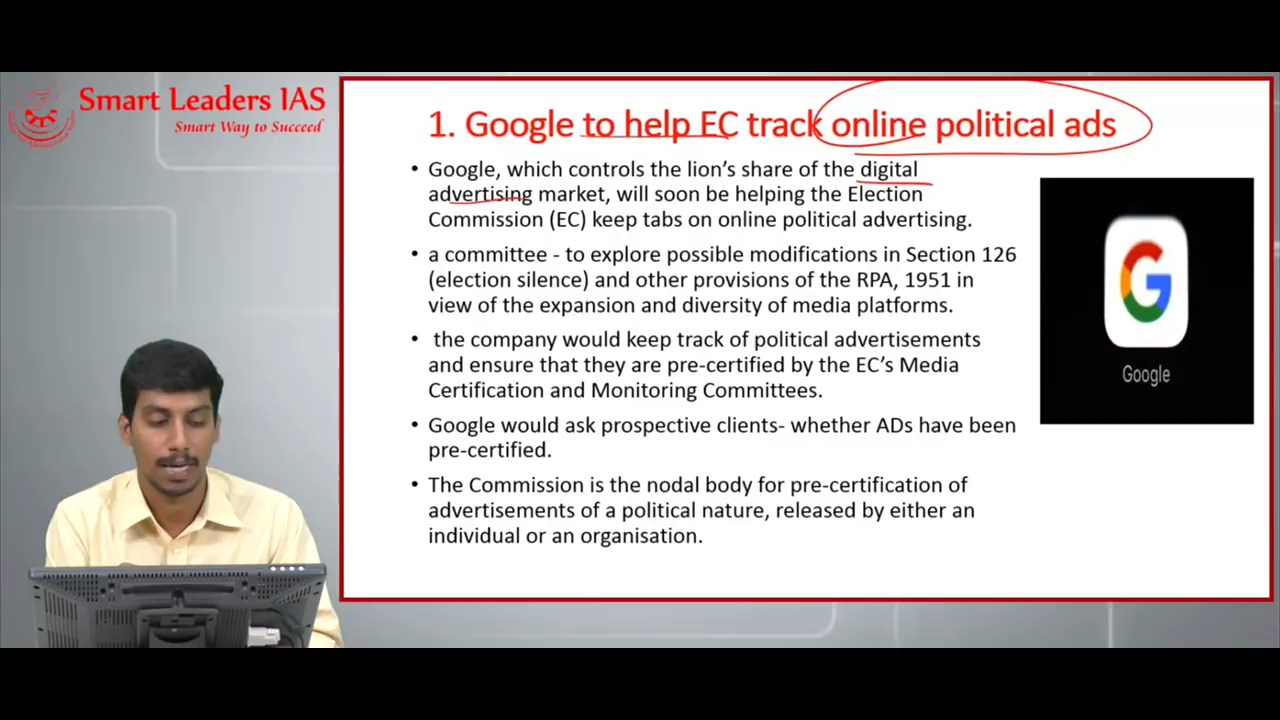 Smart Leaders IAS
Smart Way to Succeed
1. Google to help EC track online political ads
• Google, which controls the lion's share of the digital
advertising market, will soon be helping the Election
Commission (EC) keep tabs on online political advertising.
• a committee - to explore possible modifications in Section 126
(election silence) and other provisions of the RPA, 1951 in
view of the expansion and diversity of media platforms.
• the company would keep track of political advertisements
and ensure that they are pre-certified by the EC's Media
Certification and Monitoring Committees.
• Google would ask prospective clients- whether ADs have been
pre-certified.
• The Commission is the nodal body for pre-certification of
advertisements of a political nature, released by either an
individual or an organisation.
G
Google